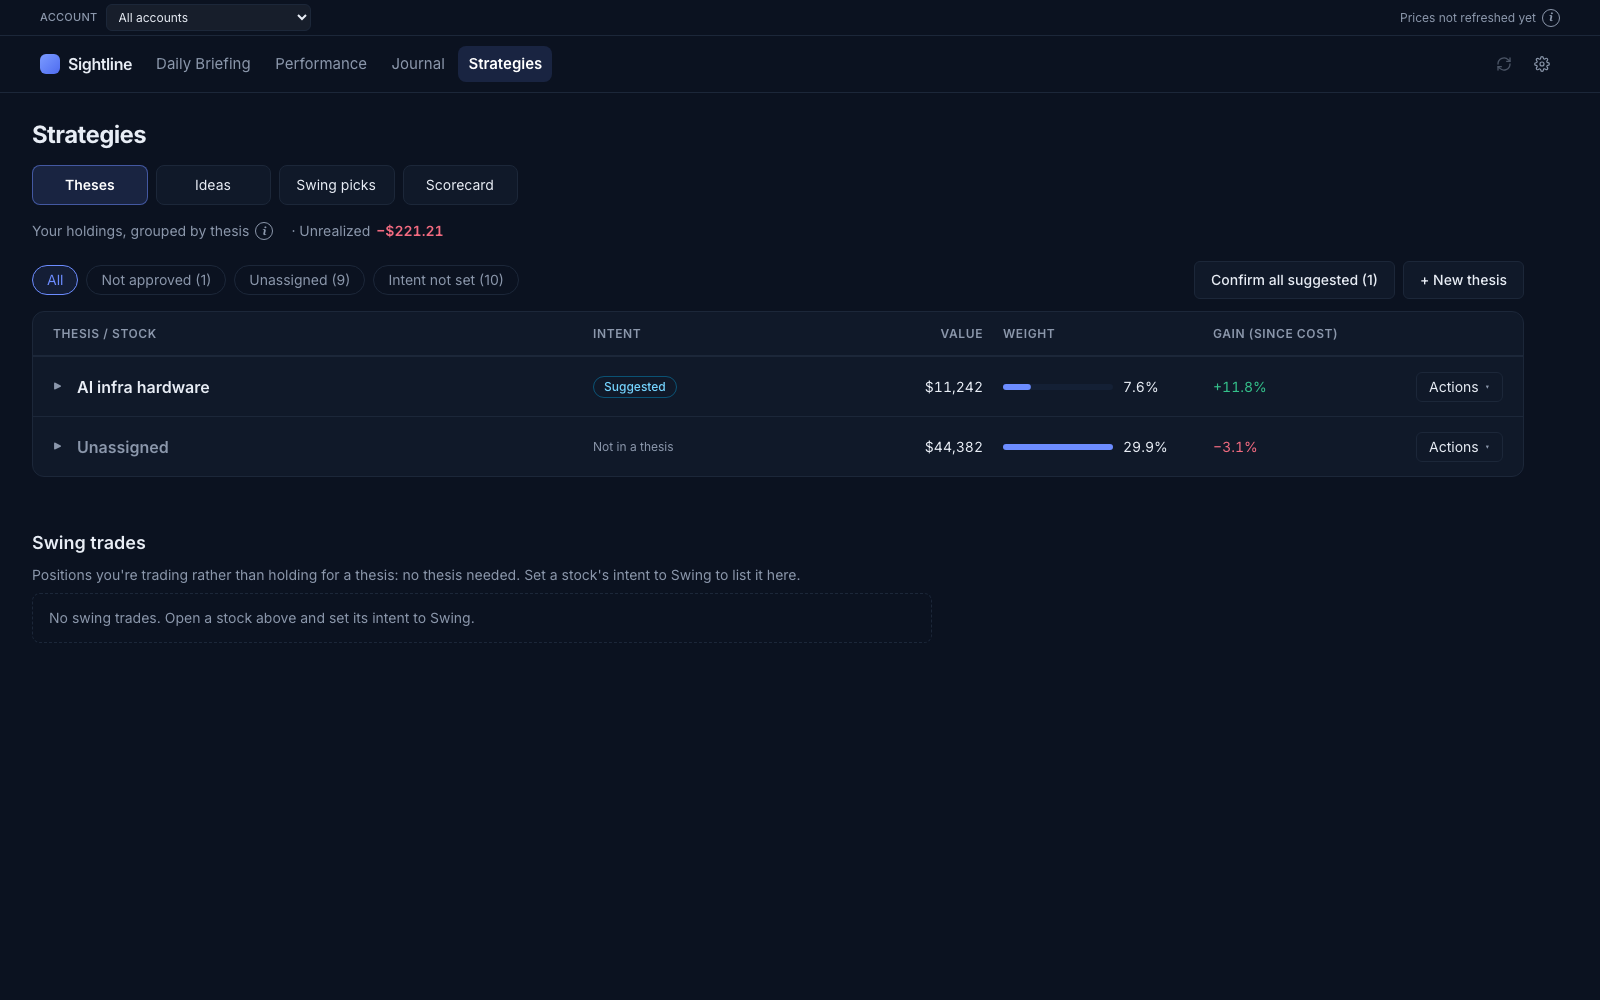 ACCOUNT All accounts Prices not refreshed yet i
Sightline Daily Briefing Performance Journal Strategies
Strategies
Theses Ideas Swing picks Scorecard
Your holdings, grouped by thesis i · Unrealized −$221.21
All Not approved (1) Unassigned (9) Intent not set (10) Confirm all suggested (1) + New thesis
THESIS / STOCK INTENT VALUE WEIGHT GAIN (SINCE COST)
AI infra hardware Suggested $11,242 7.6% +11.8% Actions
Unassigned Not in a thesis $44,382 29.9% −3.1% Actions
Swing trades
Positions you're trading rather than holding for a thesis: no thesis needed. Set a stock's intent to Swing to list it here.
No swing trades. Open a stock above and set its intent to Swing.